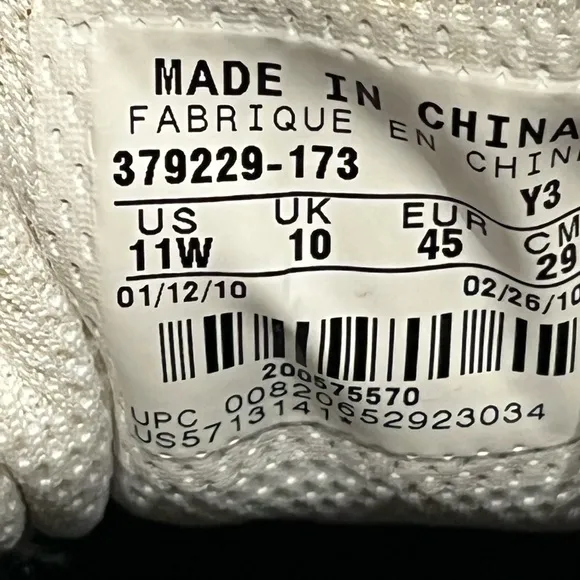 MADE IN CHINA
FABRIQUE EN CHIN
379229-173 Y3
US UK EUR CM
11W 10 45 29
01/12/10 02/26/10
200575570
UPC 00820652923034
US5713141*